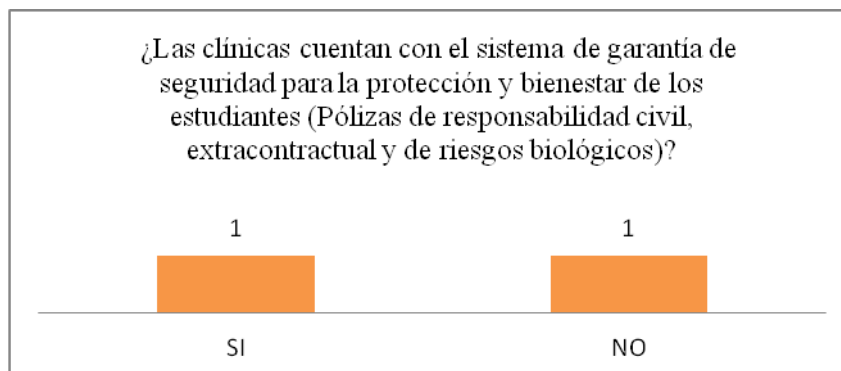 ¿Las clínicas cuentan con el sistema de garantía de
seguridad para la protección y bienestar de los
estudiantes (Pólizas de responsabilidad civil,
extracontractual y de riesgos biológicos)?
1 1
SI NO